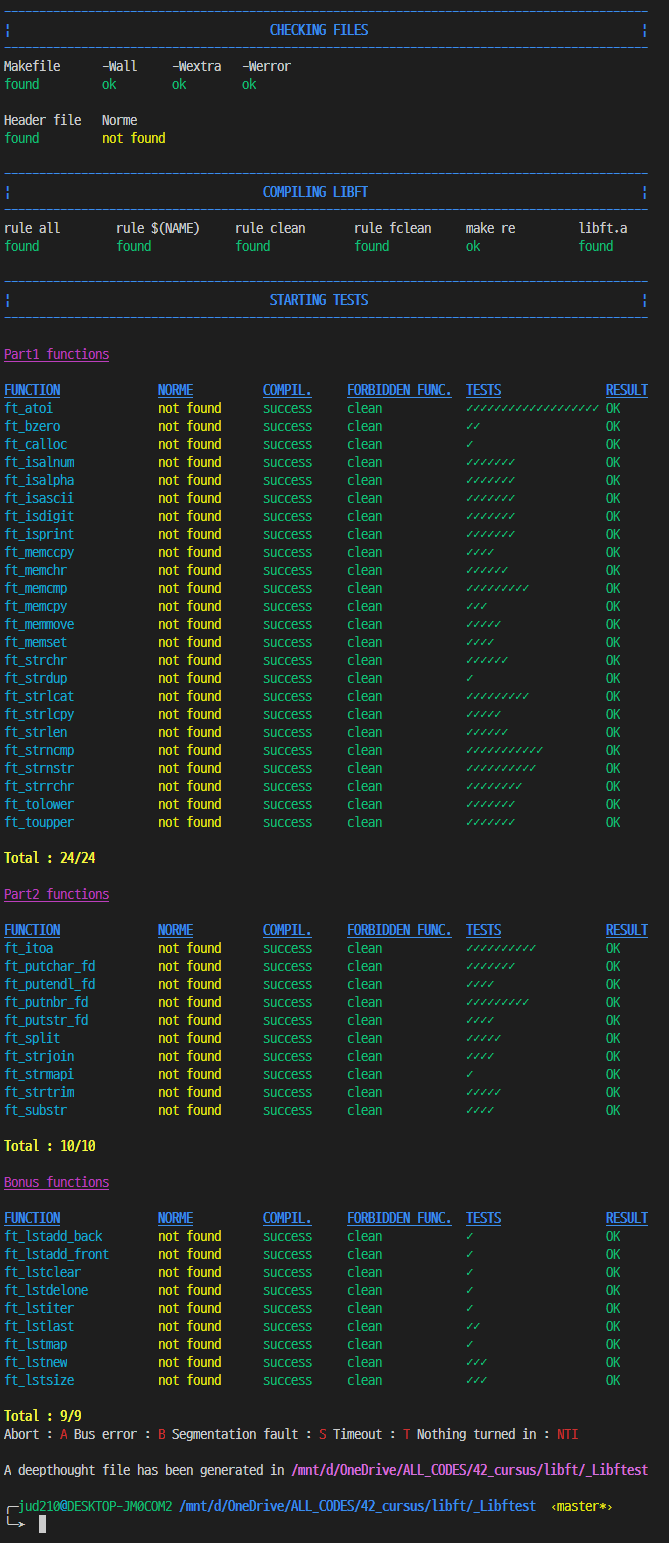 CHECKING FILES
Makefile -Wall -Wextra -Werror
found ok ok ok
Header file Norme
found not found
COMPILING LIBFT
rule all rule $(NAME) rule clean rule fclean make re libft.a
found found found found ok found
STARTING TESTS
Part1 functions
FUNCTION NORME COMPIL. FORBIDDEN FUNC. TESTS RESULT
ft_atoi not found success clean ✓✓✓✓✓✓✓✓✓✓✓✓✓✓✓✓✓✓✓ OK
ft_bzero not found success clean ✓✓ OK
ft_calloc not found success clean ✓ OK
ft_isalnum not found success clean ✓✓✓✓✓✓✓ OK
ft_isalpha not found success clean ✓✓✓✓✓✓✓ OK
ft_isascii not found success clean ✓✓✓✓✓✓✓ OK
ft_isdigit not found success clean ✓✓✓✓✓✓✓ OK
ft_isprint not found success clean ✓✓✓✓✓✓✓ OK
ft_memccpy not found success clean ✓✓✓✓ OK
ft_memchr not found success clean ✓✓✓✓✓✓ OK
ft_memcmp not found success clean ✓✓✓✓✓✓✓✓✓ OK
ft_memcpy not found success clean ✓✓✓ OK
ft_memmove not found success clean ✓✓✓✓✓ OK
ft_memset not found success clean ✓✓✓✓ OK
ft_strchr not found success clean ✓✓✓✓✓✓ OK
ft_strdup not found success clean ✓ OK
ft_strlcat not found success clean ✓✓✓✓✓✓✓✓✓ OK
ft_strlcpy not found success clean ✓✓✓✓✓ OK
ft_strlen not found success clean ✓✓✓✓✓✓ OK
ft_strncmp not found success clean ✓✓✓✓✓✓✓✓✓✓✓ OK
ft_strnstr not found success clean ✓✓✓✓✓✓✓✓✓✓ OK
ft_strrchr not found success clean ✓✓✓✓✓✓✓✓ OK
ft_tolower not found success clean ✓✓✓✓✓✓✓ OK
ft_toupper not found success clean ✓✓✓✓✓✓✓ OK
Total : 24/24
Part2 functions
FUNCTION NORME COMPIL. FORBIDDEN FUNC. TESTS RESULT
ft_itoa not found success clean ✓✓✓✓✓✓✓✓✓✓ OK
ft_putchar_fd not found success clean ✓✓✓✓✓✓✓ OK
ft_putendl_fd not found success clean ✓✓✓✓ OK
ft_putnbr_fd not found success clean ✓✓✓✓✓✓✓✓✓ OK
ft_putstr_fd not found success clean ✓✓✓✓ OK
ft_split not found success clean ✓✓✓✓✓ OK
ft_strjoin not found success clean ✓✓✓✓ OK
ft_strmapi not found success clean ✓ OK
ft_strtrim not found success clean ✓✓✓✓✓ OK
ft_substr not found success clean ✓✓✓✓ OK
Total : 10/10
Bonus functions
FUNCTION NORME COMPIL. FORBIDDEN FUNC. TESTS RESULT
ft_lstadd_back not found success clean ✓ OK
ft_lstadd_front not found success clean ✓ OK
ft_lstclear not found success clean ✓ OK
ft_lstdelone not found success clean ✓ OK
ft_lstiter not found success clean ✓ OK
ft_lstlast not found success clean ✓✓ OK
ft_lstmap not found success clean ✓ OK
ft_lstnew not found success clean ✓✓✓ OK
ft_lstsize not found success clean ✓✓✓ OK
Total : 9/9
Abort : A Bus error : B Segmentation fault : S Timeout : T Nothing turned in : NTI
A deepthought file has been generated in /mnt/d/OneDrive/ALL_CODES/42_cursus/libft/_Libftest
╭─jud210@DESKTOP-JM0COM2 /mnt/d/OneDrive/ALL_CODES/42_cursus/libft/_Libftest ‹master*›
╰─➤